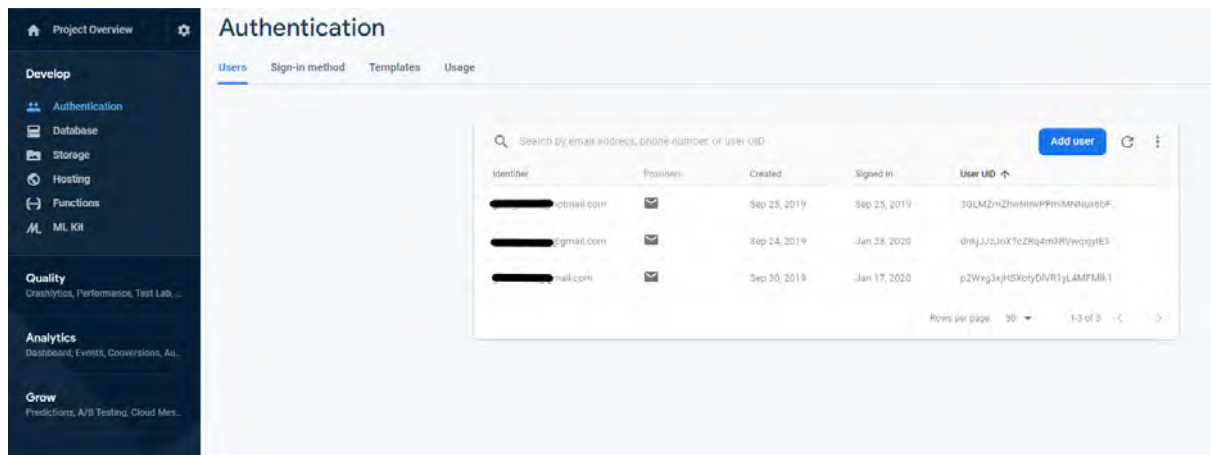 Project Overview
Develop
Authentication
Database
Storage
Hosting
Functions
ML Kit
Quality
Crashlytics, Performance, Test Lab, ...
Analytics
Dashboard, Events, Conversions, Au...
Grow
Predictions, A/B Testing, Cloud Mes...
Authentication
Users Sign-in method Templates Usage
Search by email address, phone number, or user UID
Add user
Identifier Providers Created Signed In User UID
otmail.com Sep 25, 2019 Sep 25, 2019
@gmail.com Sep 24, 2019 Jan 23, 2020
mail.com Sep 30, 2019 Jan 17, 2020
Rows per page: 50 1-3 of 3